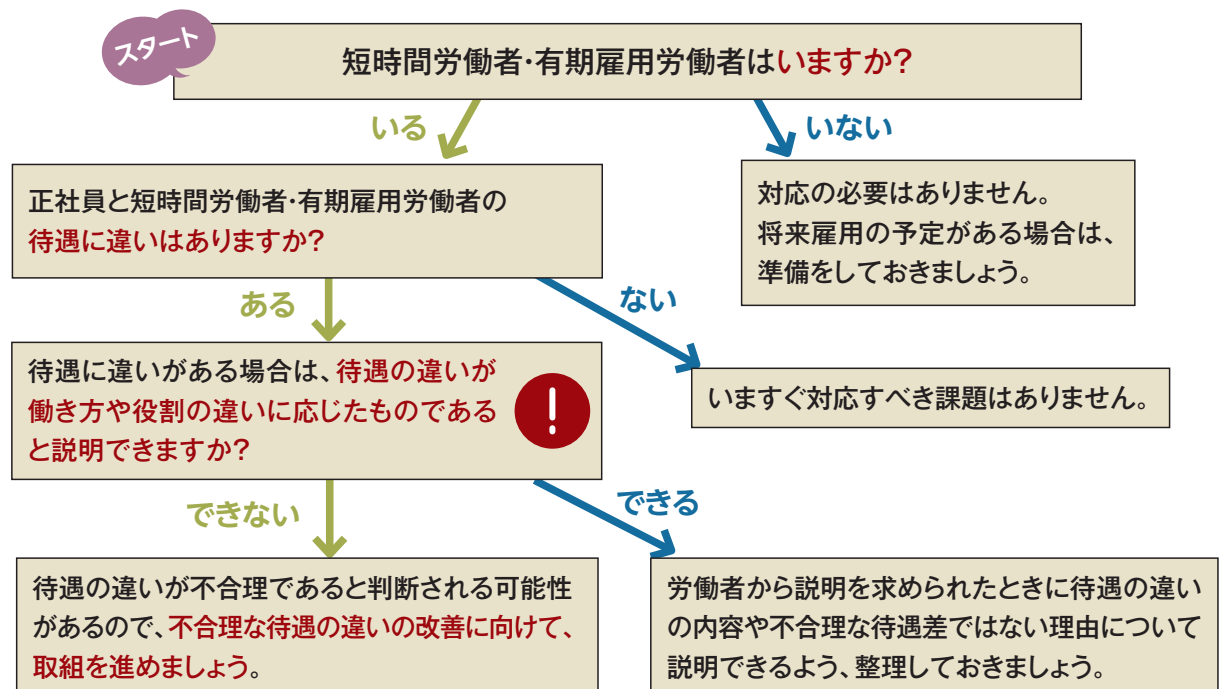 スタート
短時間労働者・有期雇用労働者はいますか?
いる
いない
正社員と短時間労働者・有期雇用労働者の
待遇に違いはありますか?
対応の必要はありません。
将来雇用の予定がある場合は、
準備をしておきましょう。
ある
ない
待遇に違いがある場合は、待遇の違いが
働き方や役割の違いに応じたものである
と説明できますか?
!
いますぐ対応すべき課題はありません。
できない
できる
待遇の違いが不合理であると判断される可能性
があるので、不合理な待遇の違いの改善に向けて、
取組を進めましょう。
労働者から説明を求められたときに待遇の違い
の内容や不合理な待遇差ではない理由について
説明できるよう、整理しておきましょう。